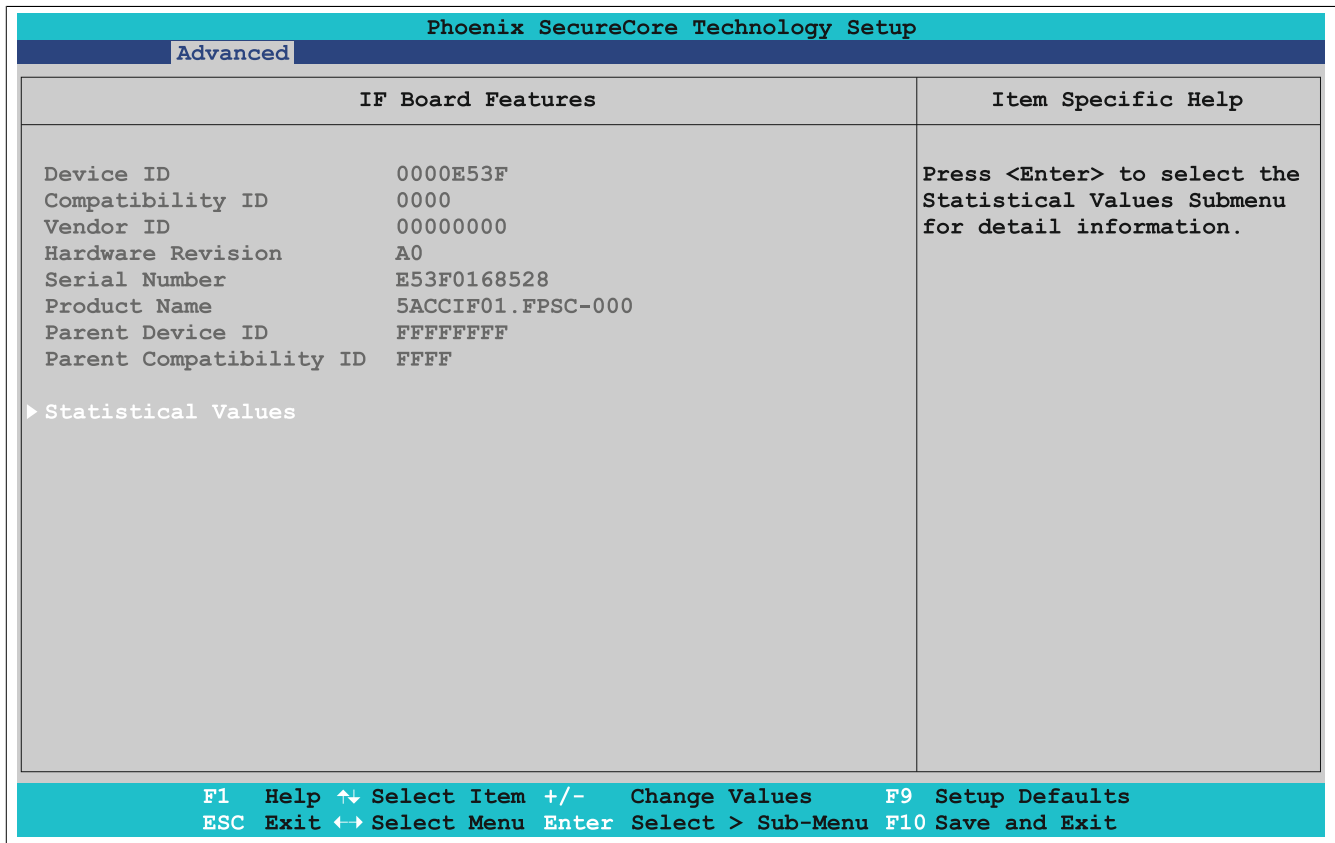 Phoenix SecureCore Technology Setup
Advanced
IF Board Features
Item Specific Help
Device ID 0000E53F
Compatibility ID 0000
Vendor ID 00000000
Hardware Revision A0
Serial Number E53F0168528
Product Name 5ACCIF01.FPSC-000
Parent Device ID FFFFFFFF
Parent Compatibility ID FFFF
Statistical Values
Press <Enter> to select the
Statistical Values Submenu
for detail information.
F1 Help Select Item +/- Change Values F9 Setup Defaults
ESC Exit Select Menu Enter Select > Sub-Menu F10 Save and Exit